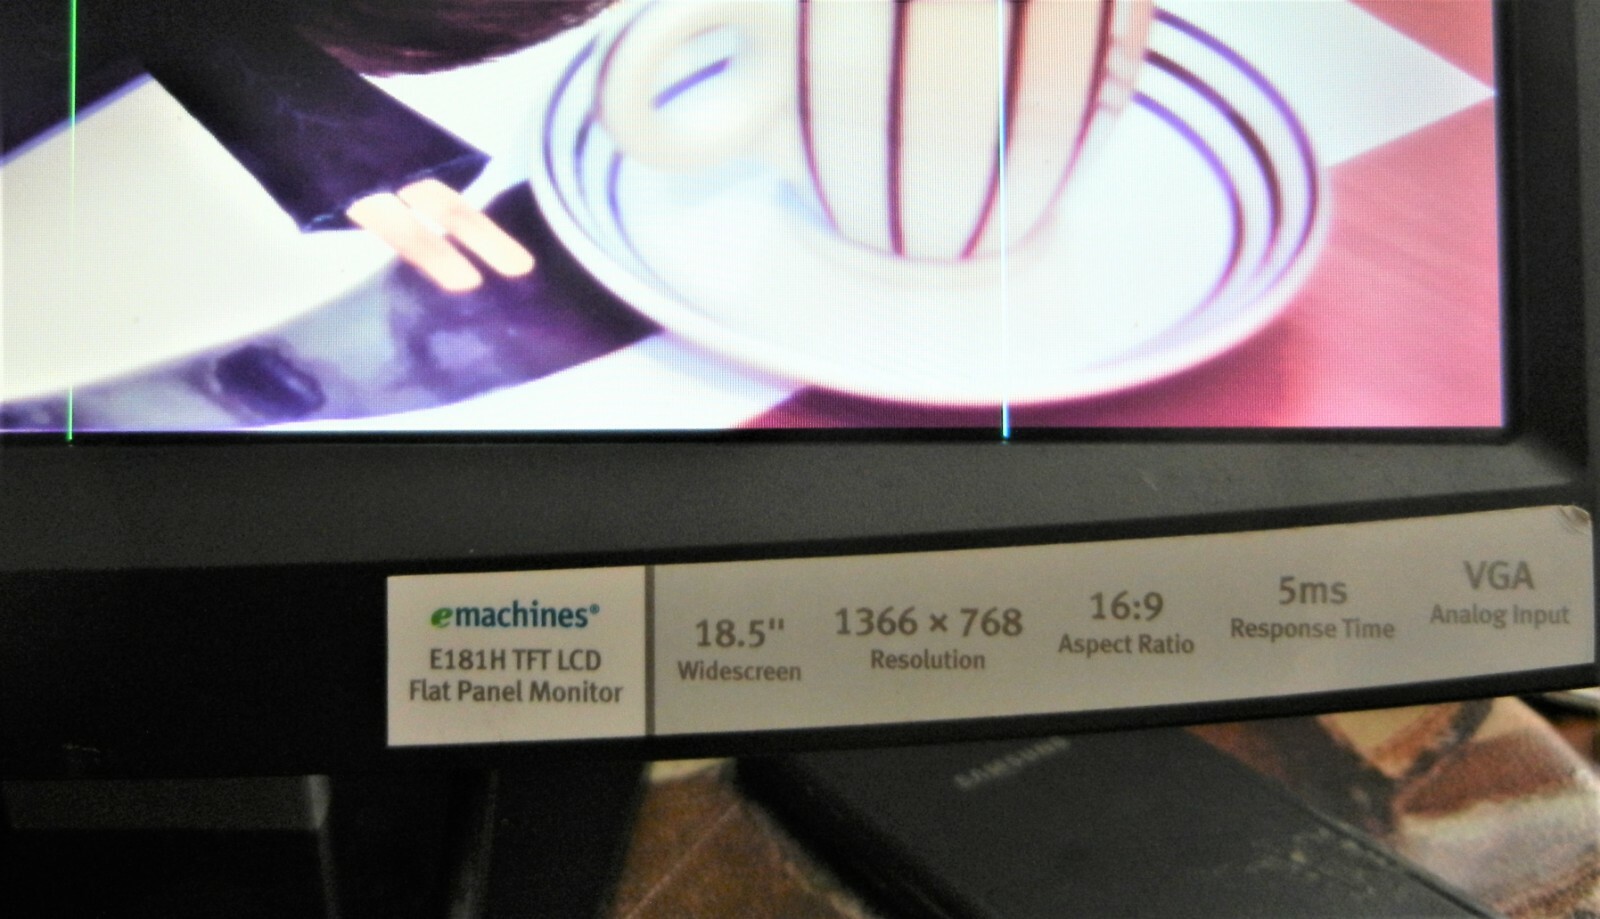 emachines®
E181H TFT LCD
Flat Panel Monitor
18.5"
Widescreen
1366 × 768
Resolution
16:9
Aspect Ratio
5ms
Response Time
VGA
Analog Input
SAMSUNG